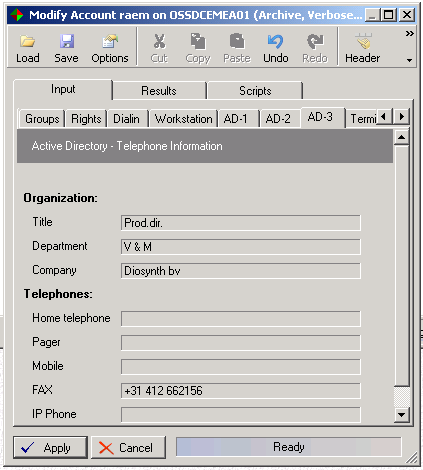 Modify Account raem on OSSDCEMEA01 (Archive, Verbose...
Load Save Options Cut Copy Paste Undo Redo Header
Input Results Scripts
Groups Rights Dialin Workstation AD-1 AD-2 AD-3 Termi
Active Directory - Telephone Information
Organization:
Title Prod.dir.
Department V & M
Company Diosynth bv
Telephones:
Home telephone
Pager
Mobile
FAX +31 412 662156
IP Phone
Apply Cancel Ready